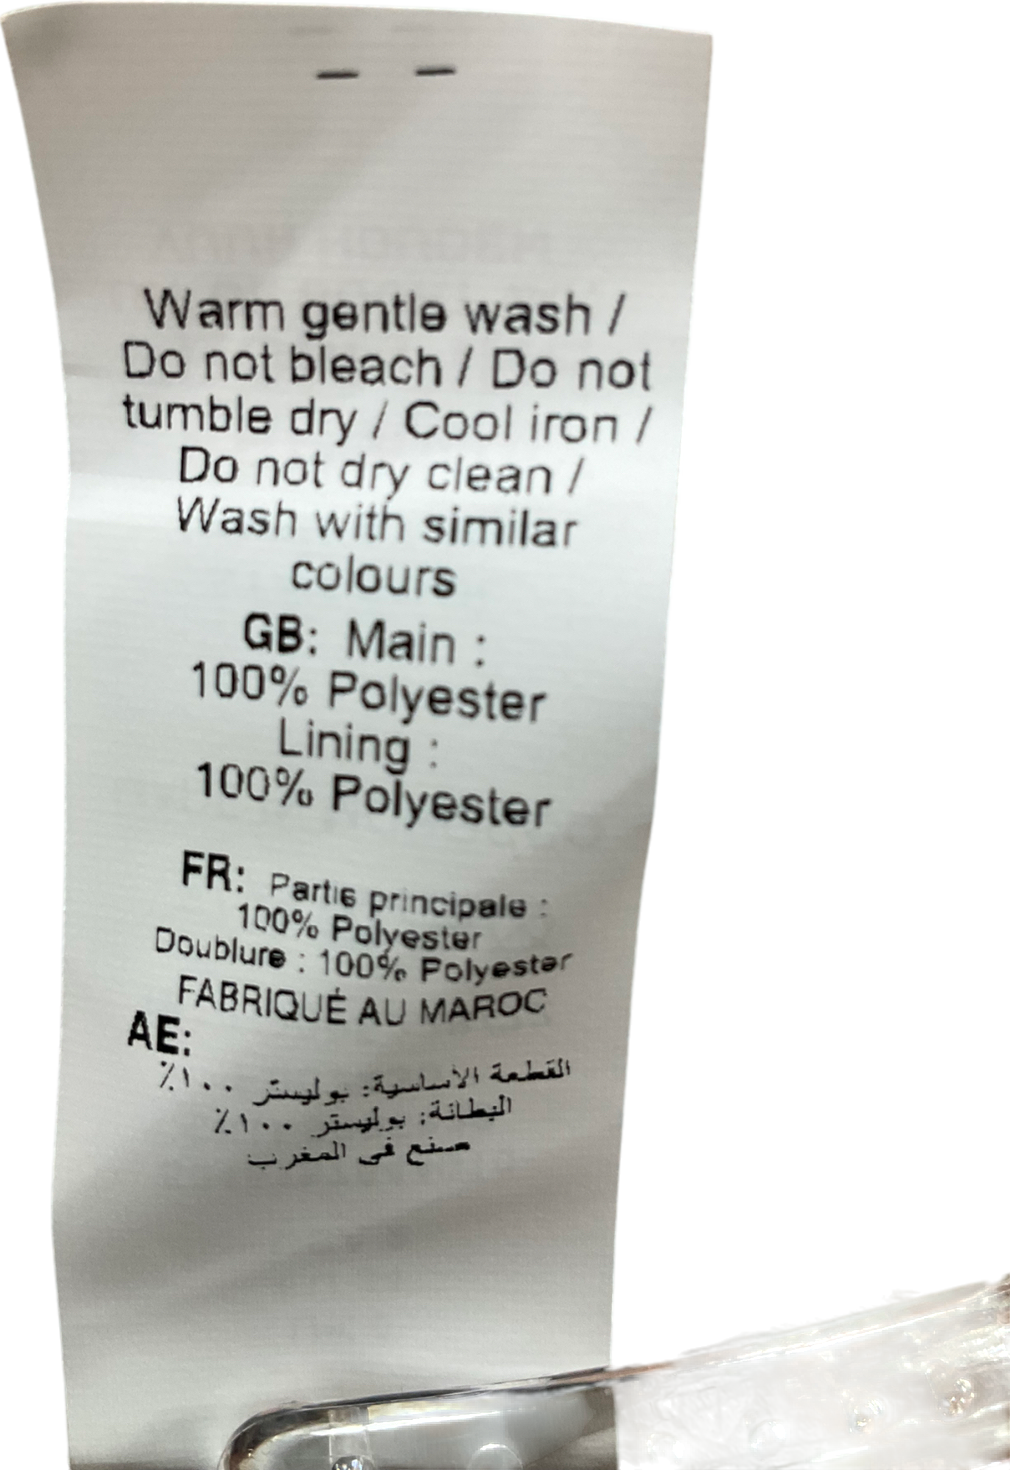 Warm gentle wash /
Do not bleach / Do not
tumble dry / Cool iron /
Do not dry clean /
Wash with similar
colours
GB: Main :
100% Polyester
Lining :
100% Polyester
FR: Partie principale :
100% Polyester
Doublure : 100% Polyester
FABRIQUÉ AU MAROC
AE:
القطعة الأساسية: بوليستر ١٠٠٪
البطانة: بوليستر ١٠٠٪
صنع في المغرب